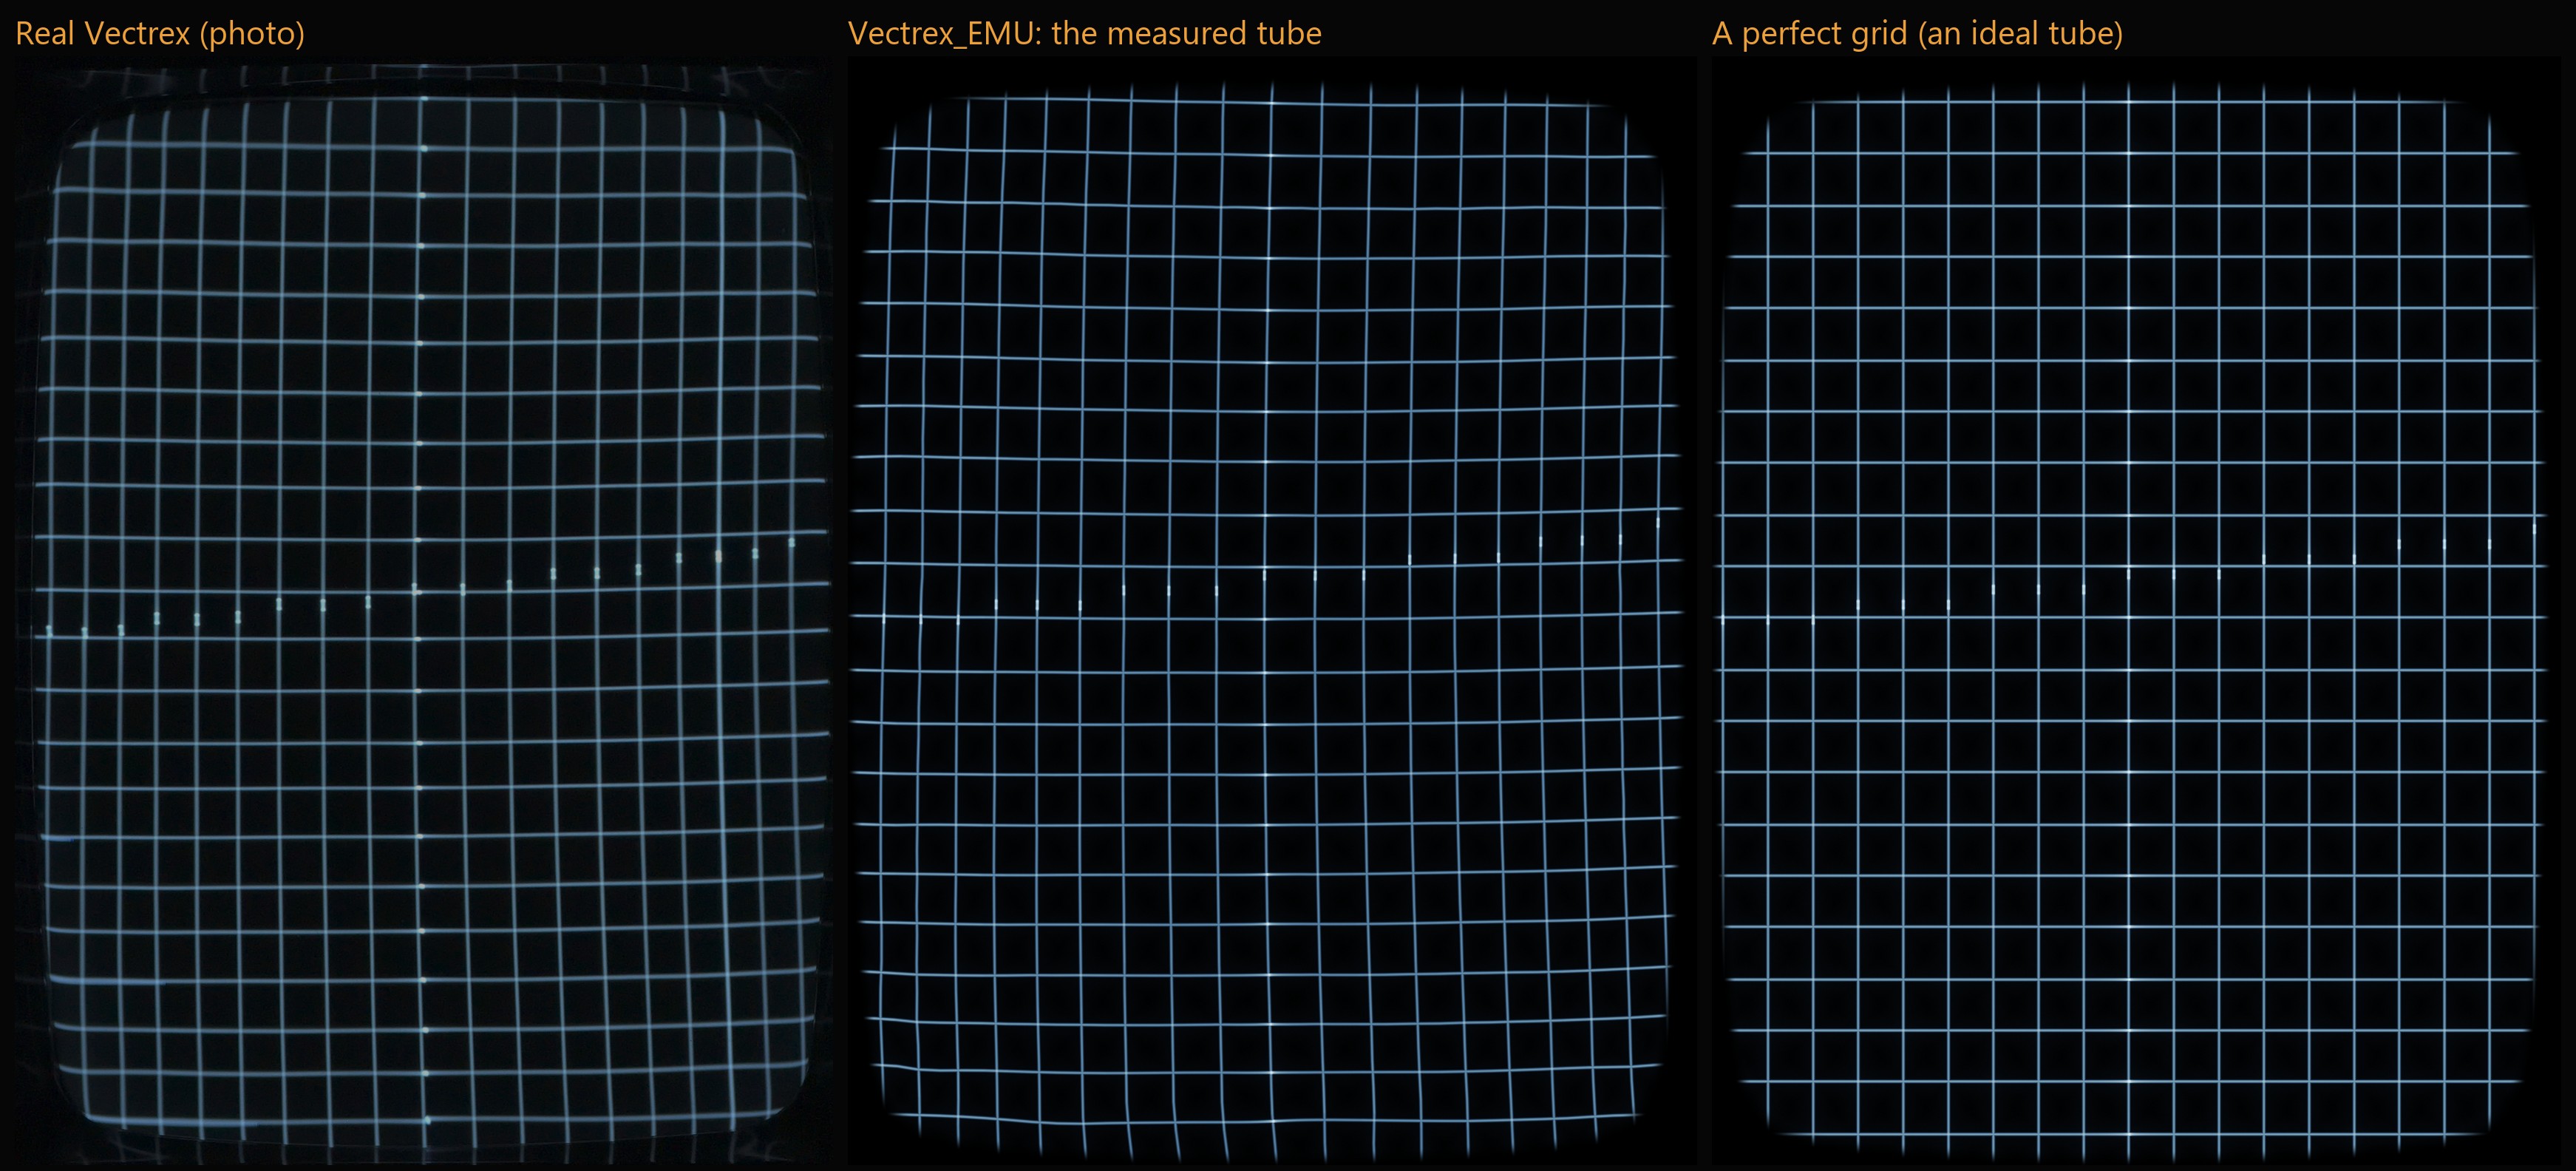 Real Vectrex (photo)
Vectrex_EMU: the measured tube
A perfect grid (an ideal tube)